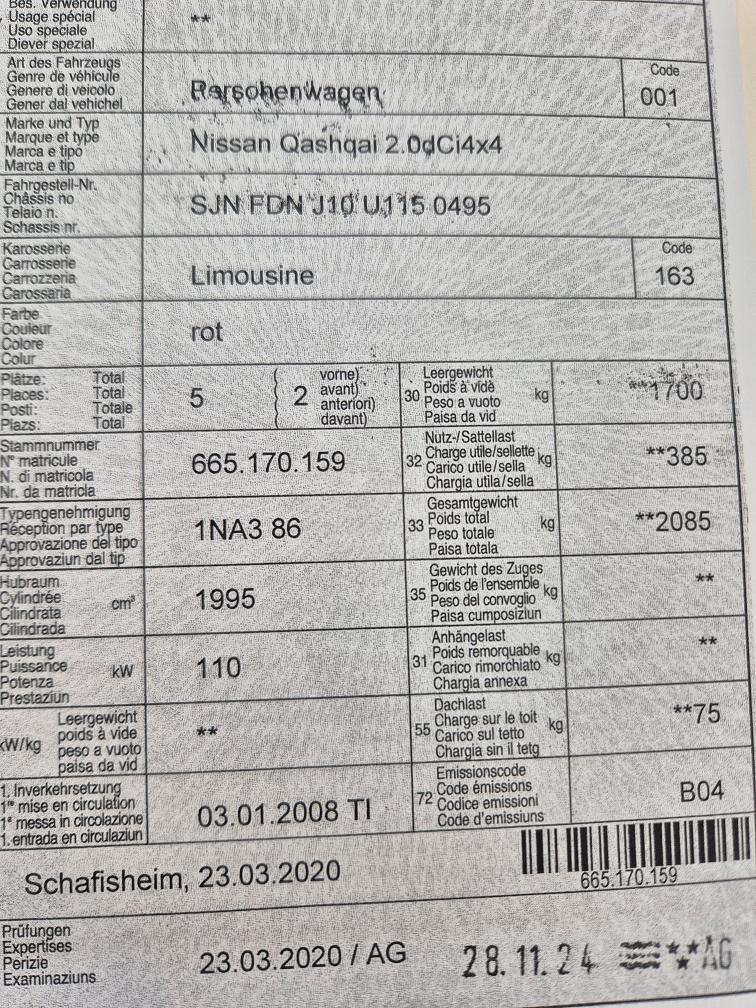 Bes. Verwendung
Usage spécial
Uso speciale
Diever spezial
**
Art des Fahrzeugs
Genre de véhicule
Genere di veicolo
Gener dal vehichel
Personenwagen
Code
001
Marke und Typ
Marque et type
Marca e tipo
Marca e tip
Nissan Qashqai 2.0dCi4x4
Fahrgestell-Nr.
Châssis no
Telaio n.
Schassis nr.
SJN FDN J10 U115 0495
Karosserie
Carrosserie
Carrozzeria
Carossaria
Limousine
Code
163
Farbe
Couleur
Colore
Colur
rot
Plätze: Total
Places: Total
Posti: Totale
Plazs: Total
5
2
vorne)
avant)
anteriori)
davant)
30
Leergewicht
Poids à vide
Peso a vuoto
Paisa da vid
kg
**1700
Stammnummer
N° matricule
N. di matricola
Nr. da matricla
665.170.159
32
Nutz-/Sattellast
Charge utile/sellette
Carico utile/sella
Chargia utila/sella
kg
**385
Typengenehmigung
Réception par type
Approvazione del tipo
Approvaziun dal tip
1NA3 86
33
Gesamtgewicht
Poids total
Peso totale
Paisa totala
kg
**2085
Hubraum
Cylindrée
Cilindrata
Cilindrada
cm³
1995
35
Gewicht des Zuges
Poids de l'ensemble
Peso del convoglio
Paisa cumposiziun
kg
**
Leistung
Puissance
Potenza
Prestaziun
kW
110
31
Anhängelast
Poids remorquable
Carico rimorchiato
Chargia annexa
kg
**
kW/kg
Leergewicht
poids à vide
peso a vuoto
paisa da vid
**
55
Dachlast
Charge sur le toit
Carico sul tetto
Chargia sin il tetg
kg
**75
1. Inverkehrsetzung
1re mise en circulation
1a messa in circolazione
1. entrada en circulaziun
03.01.2008 TI
72
Emissionscode
Code émissions
Codice emissioni
Code d'emissiuns
B04
Schafisheim, 23.03.2020
665.170.159
Prüfungen
Expertises
Perizie
Examinaziuns
23.03.2020 / AG
28. 11. 24
AG